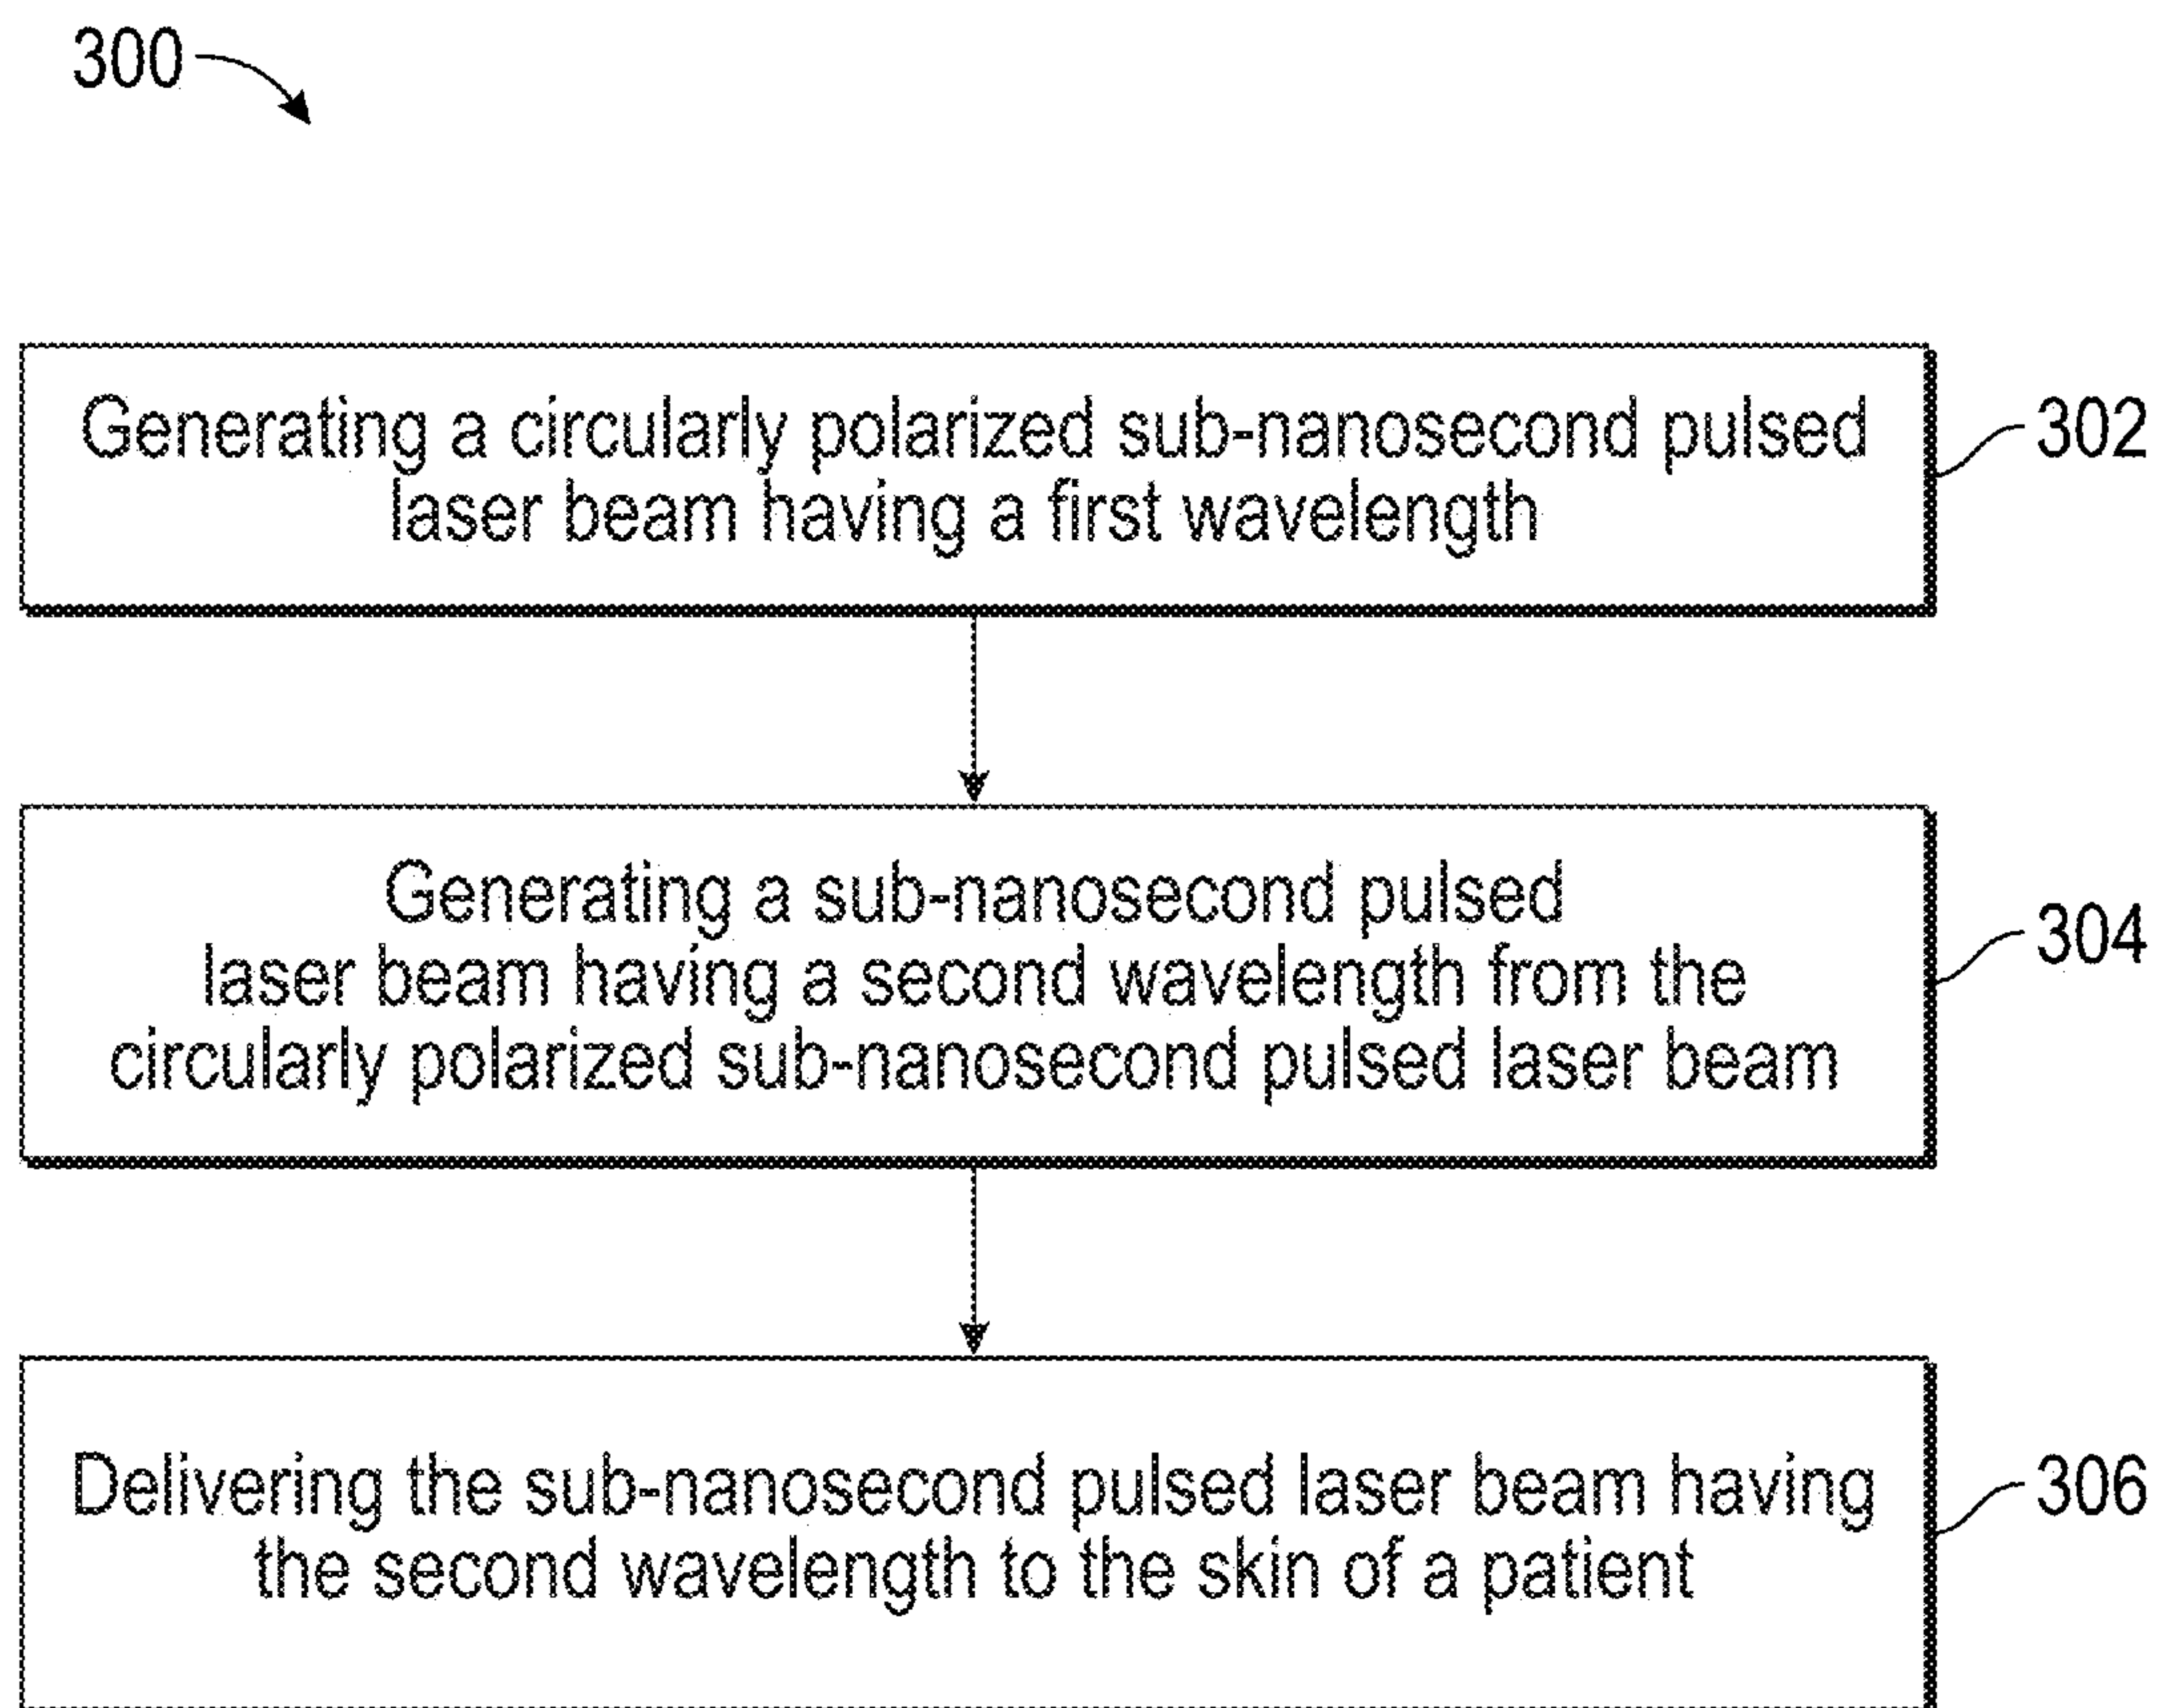 300
Generating a circularly polarized sub-nanosecond pulsed
laser beam having a first wavelength
302
Generating a sub-nanosecond pulsed
laser beam having a second wavelength from the
circularly polarized sub-nanosecond pulsed laser beam
304
Delivering the sub-nanosecond pulsed laser beam having
the second wavelength to the skin of a patient
306